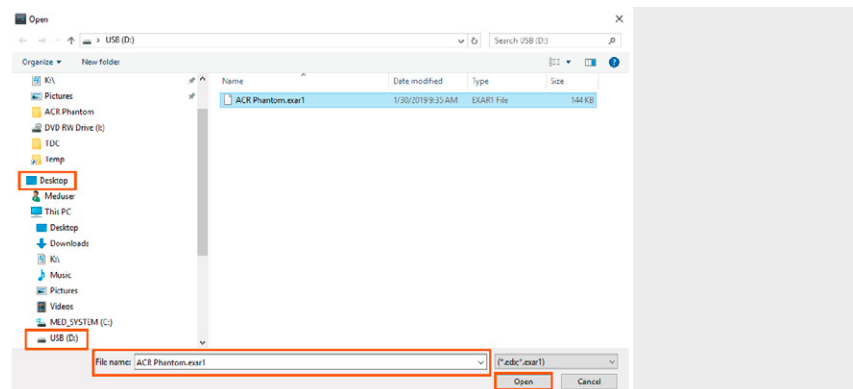 Open
USB (D:)
Search USB (D:)
Organize
New folder
K:\
Pictures
ACR Phantom
DVD RW Drive (I:)
TDC
Temp
Desktop
Meduser
This PC
Desktop
Downloads
K:\
Music
Pictures
Videos
MED_SYSTEM (C:)
USB (D:)
Name Date modified Type Size
ACR Phantom.exar1 1/30/2019 9:35 AM EXAR1 File 144 KB
File name: ACR Phantom.exar1 (*.edx;*.exar1)
Open Cancel